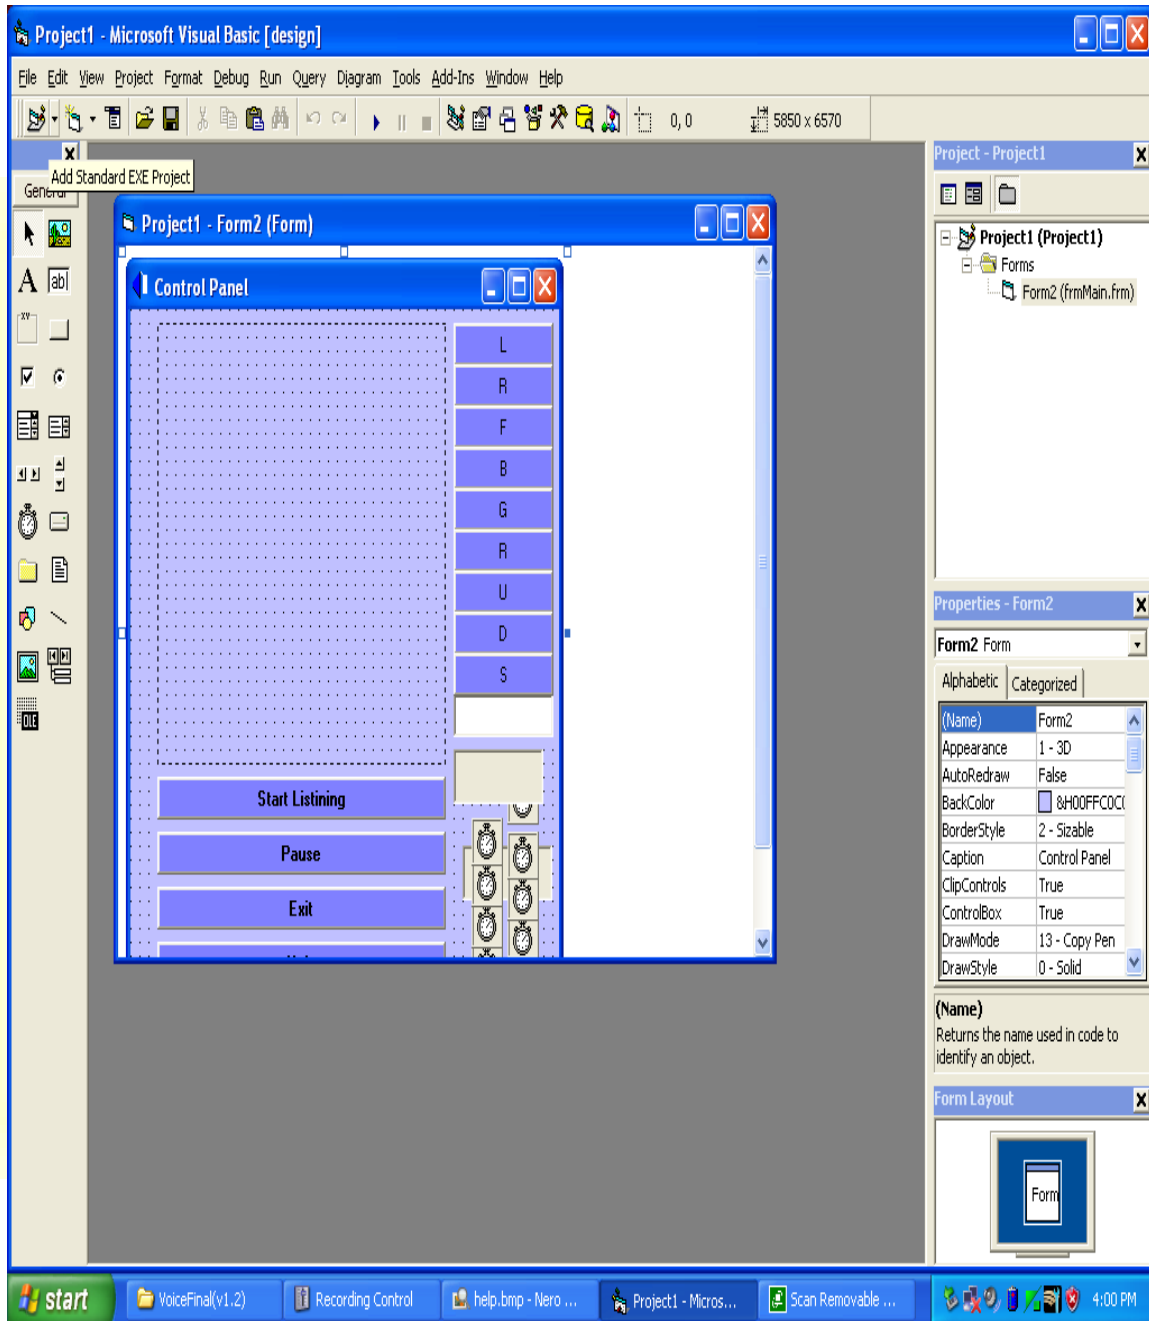 Project1 - Microsoft Visual Basic [design]
File Edit View Project Format Debug Run Query Diagram Tools Add-Ins Window Help
0, 0
5850 x 6570
Add Standard EXE Project
General
Project1 - Form2 (Form)
Control Panel
A
ab|
XY
OLE
L
R
F
B
G
R
U
D
S
Start Listining
Pause
Exit
Project - Project1
Project1 (Project1)
Forms
Form2 (frmMain.frm)
Properties - Form2
Form2 Form
Alphabetic Categorized
(Name) Form2
Appearance 1 - 3D
AutoRedraw False
BackColor &H00FFC0C
BorderStyle 2 - Sizable
Caption Control Panel
ClipControls True
ControlBox True
DrawMode 13 - Copy Pen
DrawStyle 0 - Solid
(Name)
Returns the name used in code to
identify an object.
Form Layout
Form
start
VoiceFinal(v1.2)
Recording Control
help.bmp - Nero ...
Project1 - Micros...
Scan Removable ...
4:00 PM